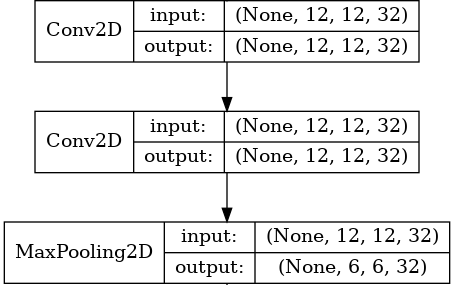 Conv2D
input: (None, 12, 12, 32)
output: (None, 12, 12, 32)
Conv2D
input: (None, 12, 12, 32)
output: (None, 12, 12, 32)
MaxPooling2D
input: (None, 12, 12, 32)
output: (None, 6, 6, 32)